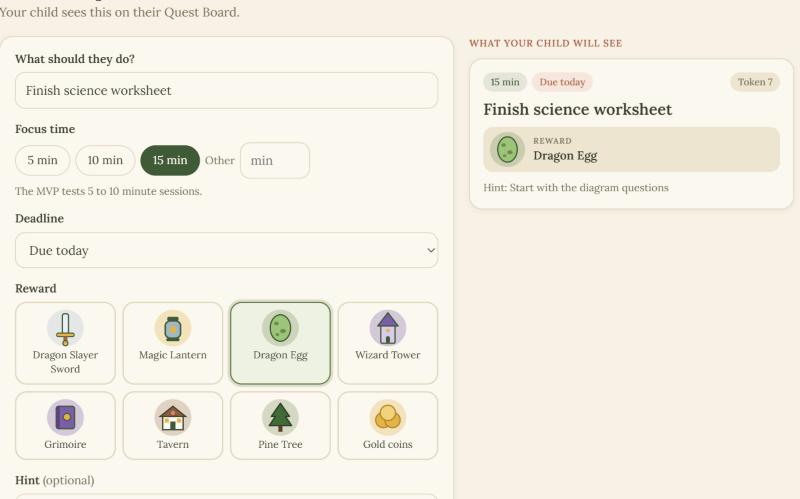 Your child sees this on their Quest Board.
What should they do?
Finish science worksheet
Focus time
5 min
10 min
15 min
Other
min
The MVP tests 5 to 10 minute sessions.
Deadline
Due today
Reward
Dragon Slayer
Sword
Magic Lantern
Dragon Egg
Wizard Tower
Grimoire
Tavern
Pine Tree
Gold coins
Hint (optional)
WHAT YOUR CHILD WILL SEE
15 min
Due today
Token 7
Finish science worksheet
REWARD
Dragon Egg
Hint: Start with the diagram questions